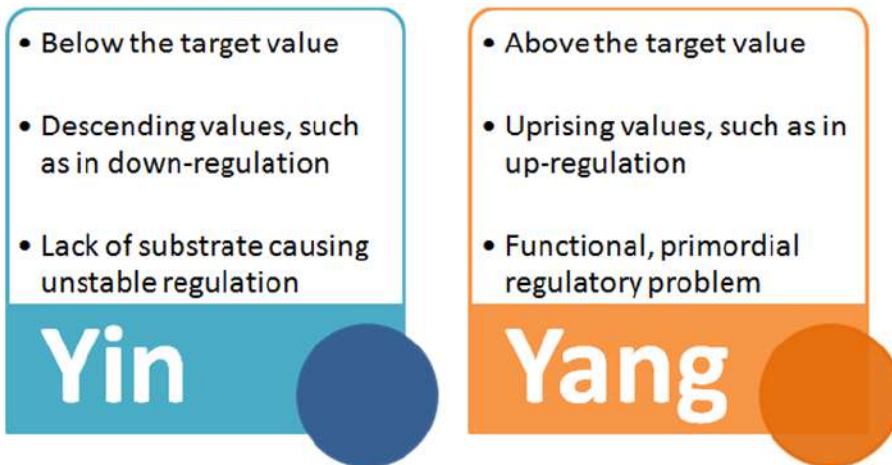 • Below the target value
• Descending values, such
as in down-regulation
• Lack of substrate causing
unstable regulation
Yin
• Above the target value
• Uprising values, such as in
up-regulation
• Functional, primordial
regulatory problem
Yang